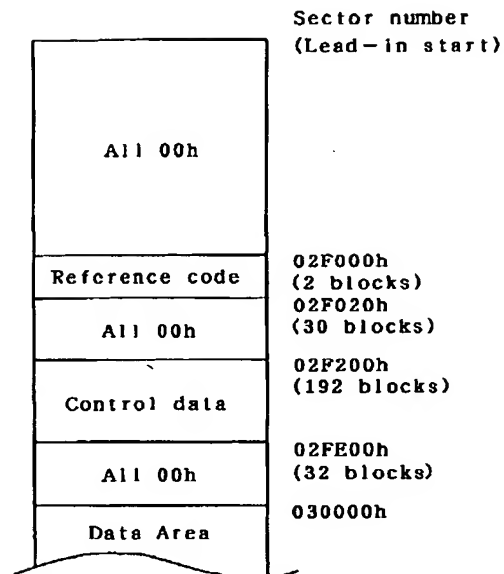 Sector number
(Lead-in start)
All 00h
Reference code
02F000h
(2 blocks)
02F020h
All 00h
(30 blocks)
02F200h
(192 blocks)
Control data
02FE00h
All 00h
(32 blocks)
030000h
Data Area